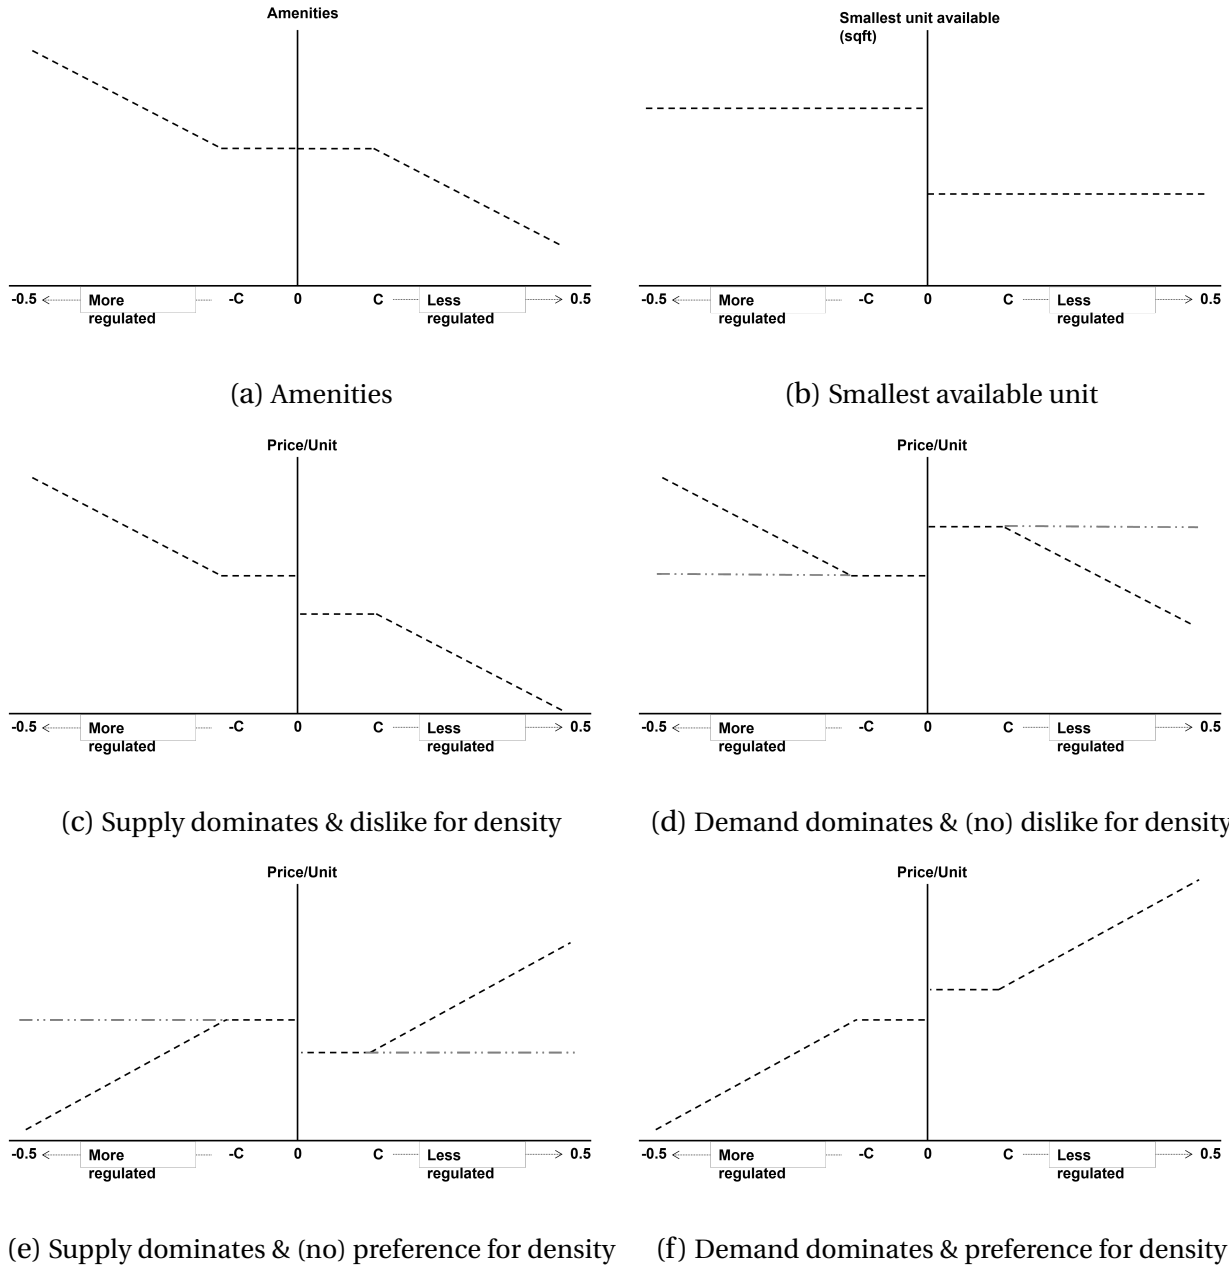 Amenities
-0.5 More regulated -C 0 C Less regulated 0.5
(a) Amenities
Smallest unit available
(sqft)
-0.5 More regulated -C 0 C Less regulated 0.5
(b) Smallest available unit
Price/Unit
-0.5 More regulated -C 0 C Less regulated 0.5
(c) Supply dominates & dislike for density
Price/Unit
-0.5 More regulated -C 0 C Less regulated 0.5
(d) Demand dominates & (no) dislike for density
Price/Unit
-0.5 More regulated -C 0 C Less regulated 0.5
(e) Supply dominates & (no) preference for density
Price/Unit
-0.5 More regulated -C 0 C Less regulated 0.5
(f) Demand dominates & preference for density